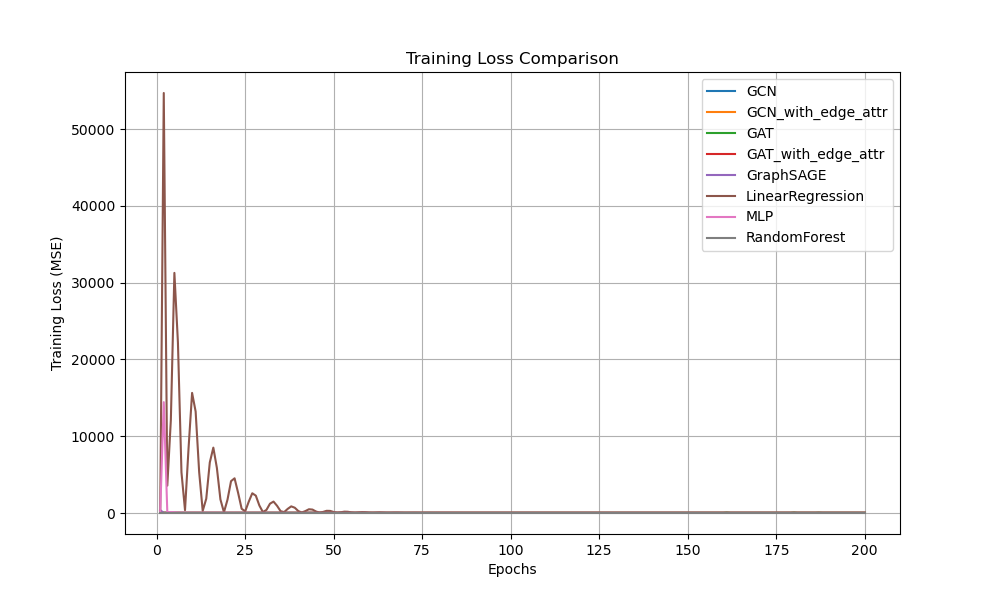 Training Loss Comparison
GCN
GCN_with_edge_attr
GAT
GAT_with_edge_attr
GraphSAGE
LinearRegression
MLP
RandomForest
Training Loss (MSE)
50000
40000
30000
20000
10000
0
0 25 50 75 100 125 150 175 200
Epochs